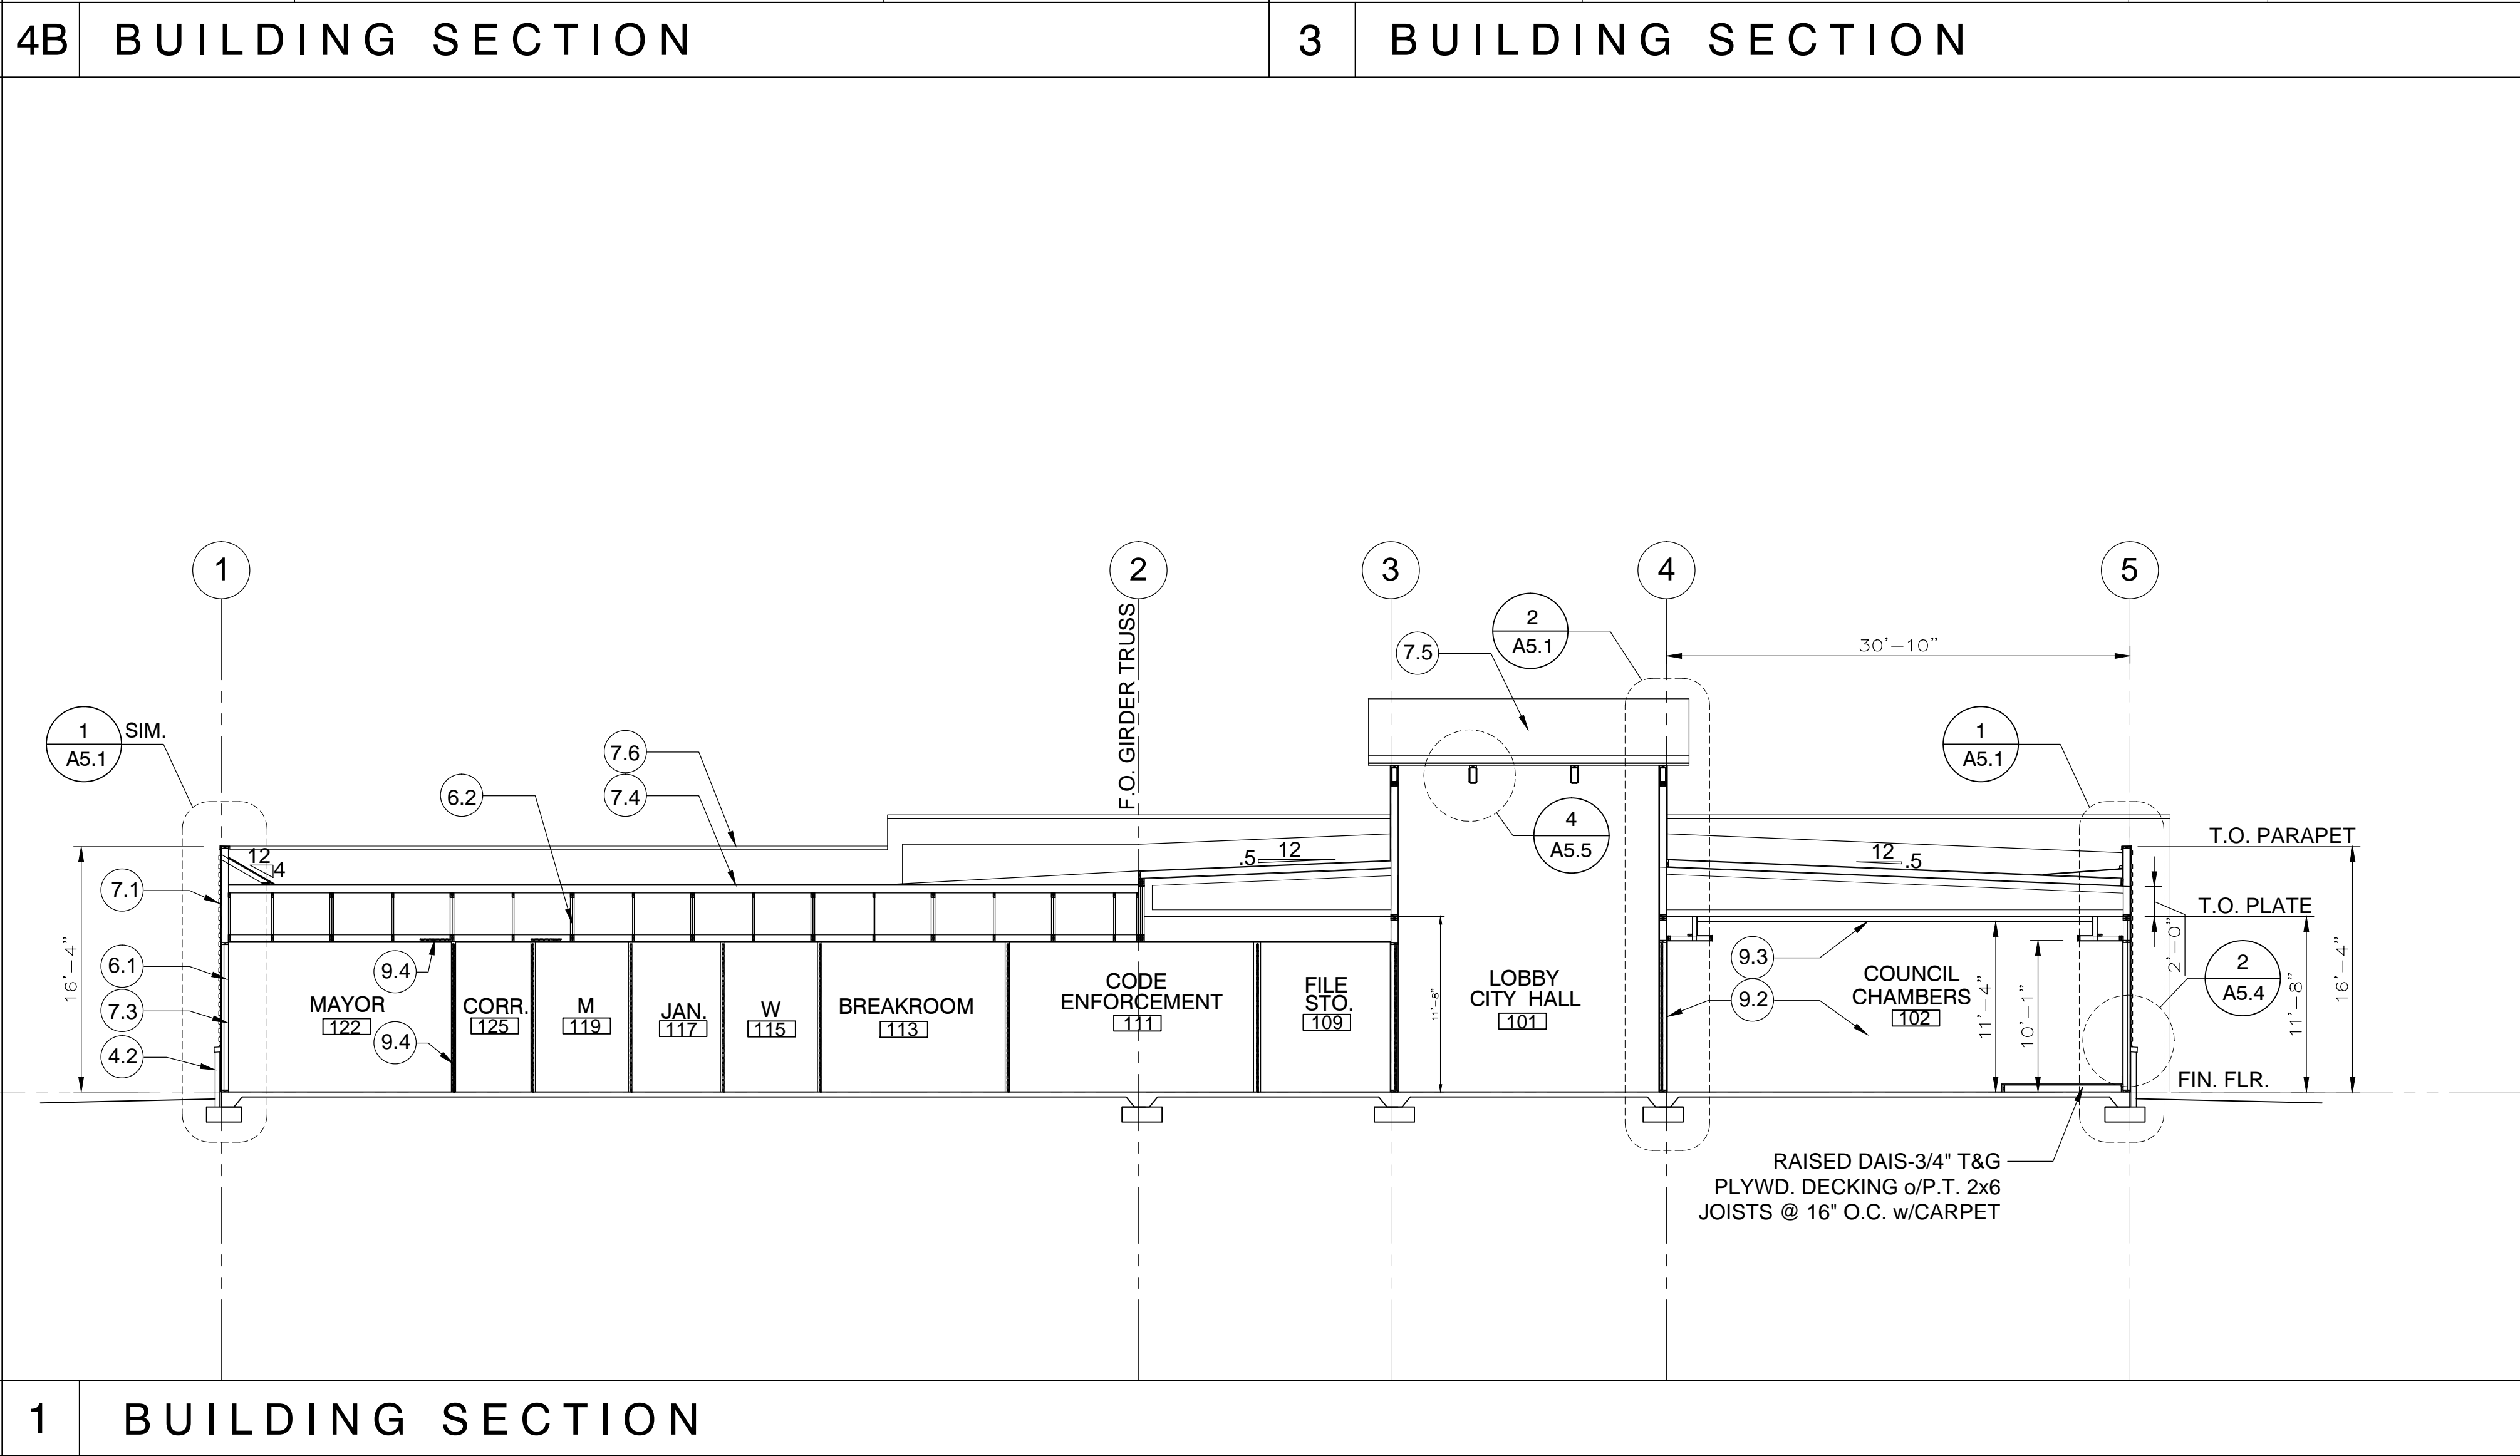 4B BUILDING SECTION
3 BUILDING SECTION
1
2
3
4
5
F.O. GIRDER TRUSS
2
A5.1
7.5
30'-10"
1
A5.1
SIM.
1
A5.1
7.6
7.4
6.2
4
A5.5
12
4
.5
12
12
.5
T.O. PARAPET
T.O. PLATE
FIN. FLR.
7.1
6.1
7.3
4.2
16'-4"
9.4
9.4
9.3
9.2
MAYOR
122
CORR.
125
M
119
JAN.
117
W
115
BREAKROOM
113
CODE
ENFORCEMENT
111
FILE
STO.
109
11'-8"
LOBBY
CITY HALL
101
COUNCIL
CHAMBERS
102
11'-4"
10'-1"
2'-0"
2
A5.4
11'-8"
16'-4"
RAISED DAIS-3/4" T&G
PLYWD. DECKING o/P.T. 2x6
JOISTS @ 16" O.C. w/CARPET
1 BUILDING SECTION